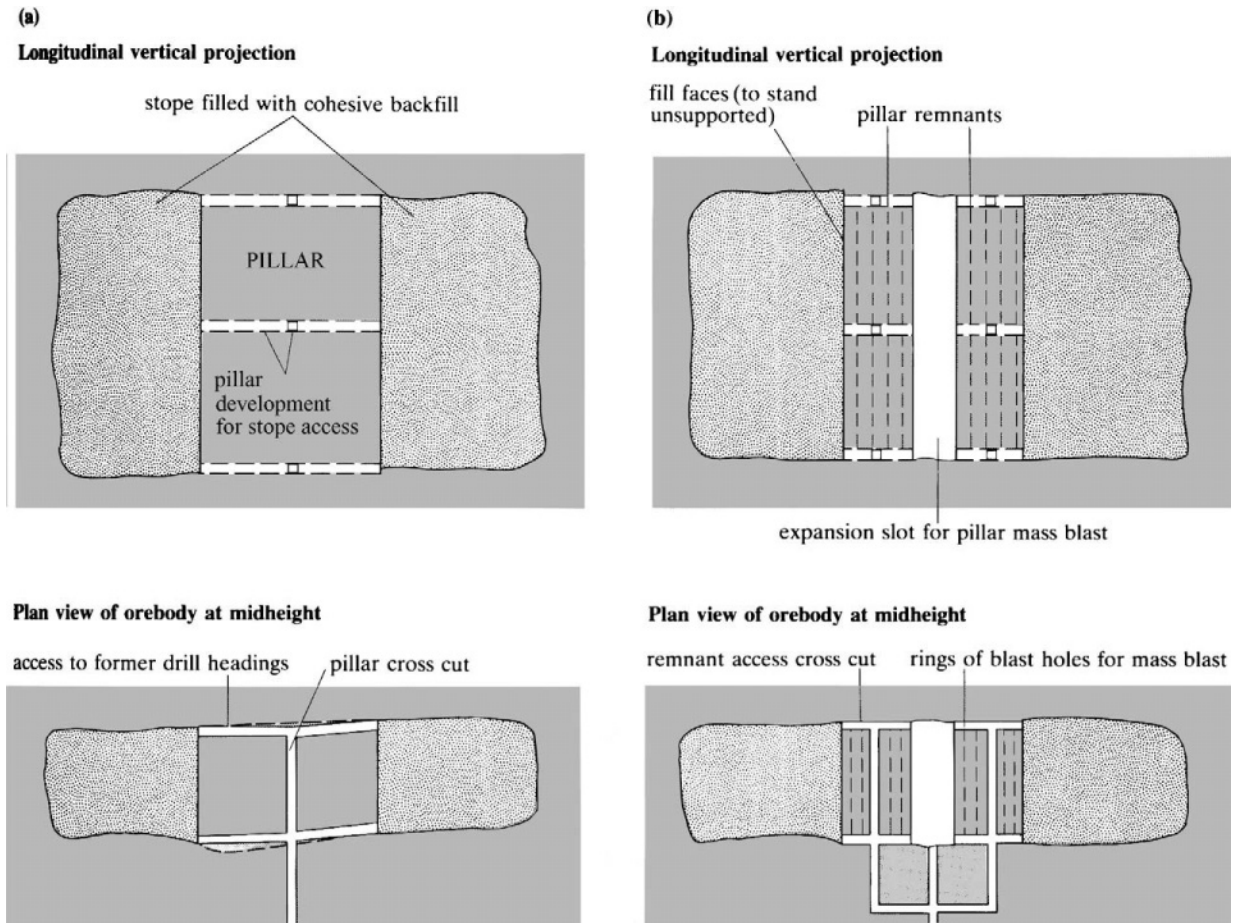 (a)
Longitudinal vertical projection
stope filled with cohesive backfill
PILLAR
pillar
development
for stope access
Plan view of orebody at midheight
access to former drill headings
pillar cross cut
(b)
Longitudinal vertical projection
fill faces (to stand
unsupported)
pillar remnants
expansion slot for pillar mass blast
Plan view of orebody at midheight
remnant access cross cut
rings of blast holes for mass blast